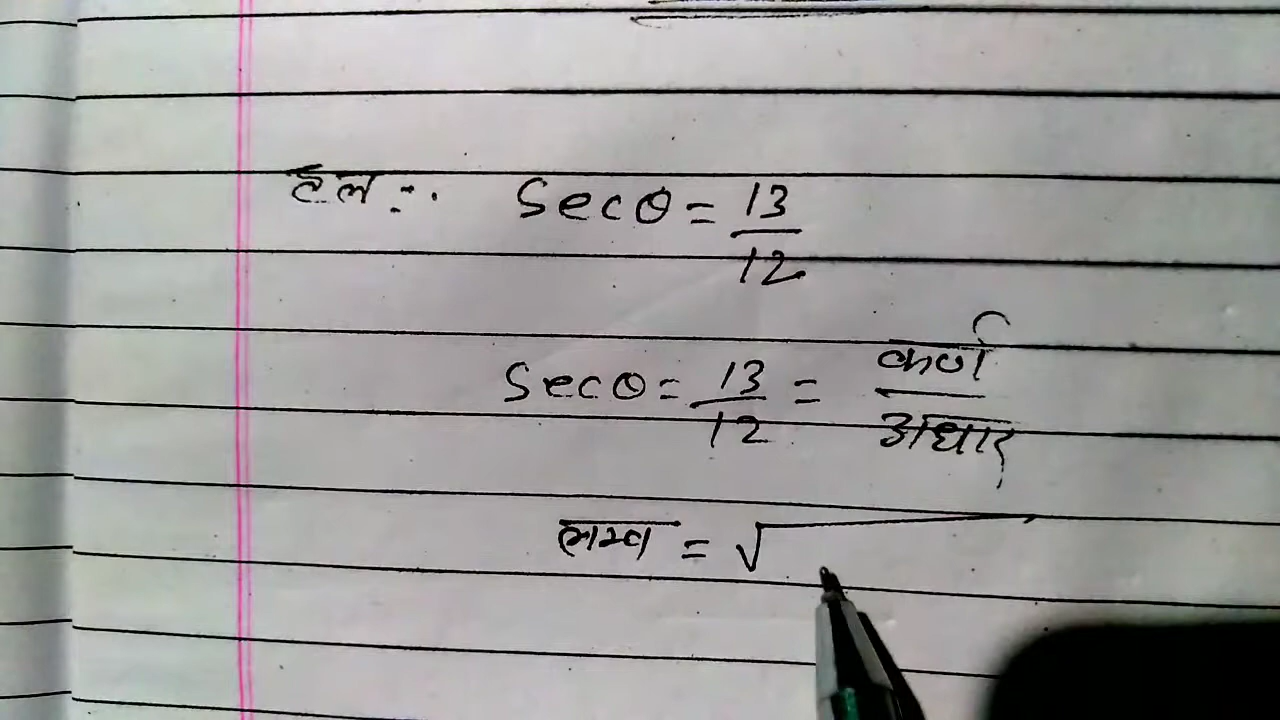 हल :- Secθ = 13/12
Secθ = 13/12 = कर्ण/आधार
लम्ब = √